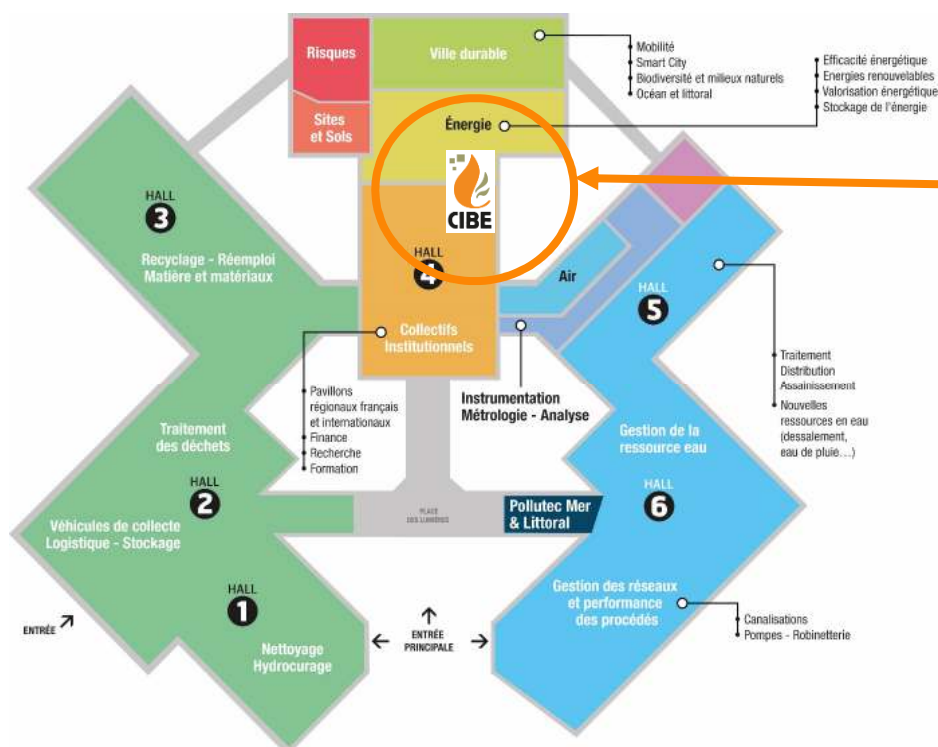 Risques
Ville durable
Mobilité
Smart City
Biodiversité et milieux naturels
Océan et littoral
Efficacité énergétique
Energies renouvelables
Valorisation énergétique
Stockage de l'énergie
Sites
et Sols
Énergie
CIBE
HALL
3
Recyclage - Réemploi
Matière et matériaux
HALL
4
Air
HALL
5
Collectifs
Institutionnels
Pavillons
régionaux français
et internationaux
Finance
Recherche
Formation
Instrumentation
Métrologie - Analyse
Traitement
Distribution
Assainissement
Nouvelles
ressources en eau
(dessalement,
eau de pluie…)
Traitement
des déchets
Gestion de la
ressource eau
HALL
2
Véhicules de collecte
Logistique - Stockage
PLACE
DES LUMIÈRES
Pollutec Mer
& Littoral
HALL
6
HALL
1
Gestion des réseaux
et performance
des procédés
Canalisations
Pompes - Robinetterie
ENTRÉE
ENTRÉE
PRINCIPALE
Nettoyage
Hydrocurage